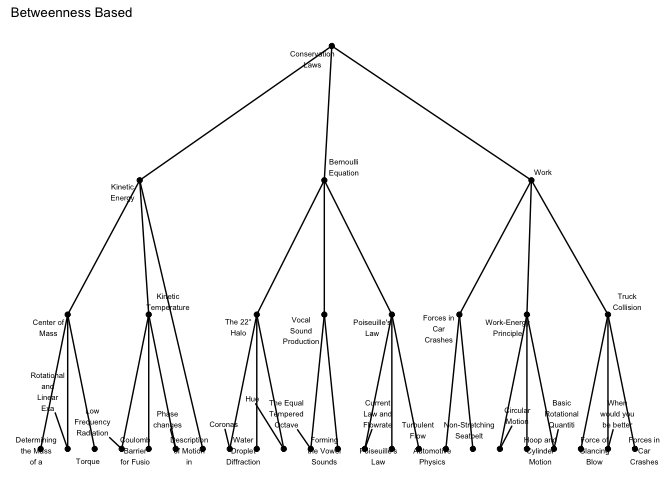 Betweenness Based
Conservation
Laws
Bernoulli
Equation
Work
Kinetic
Energy
Kinetic
Temperature
Truck
Collision
Center of
Mass
The 22°
Halo
Vocal
Sound
Production
Poiseuille's
Law
Forces in
Car
Crashes
Work-Energy
Principle
Rotational
and
Linear
Exa
Low
Frequency
Radiation
Phase
changes
Coronas
Hue
The Equal
Tempered
Octave
Current
Law and
Flowrate
Turbulent
Flow
Non-Stretching
Seatbelt
Circular
Motion
Basic
Rotational
Quantiti
When
would you
be better
Determining
the Mass
of a
Torque
Coulomb
Barrier
for Fusio
Description
of Motion
in
Water
Droplet
Diffraction
Forming
the Vowel
Sounds
Poiseuille's
Law
Automotive
Physics
Hoop and
Cylinder
Motion
Force of
Glancing
Blow
Forces in
Car
Crashes